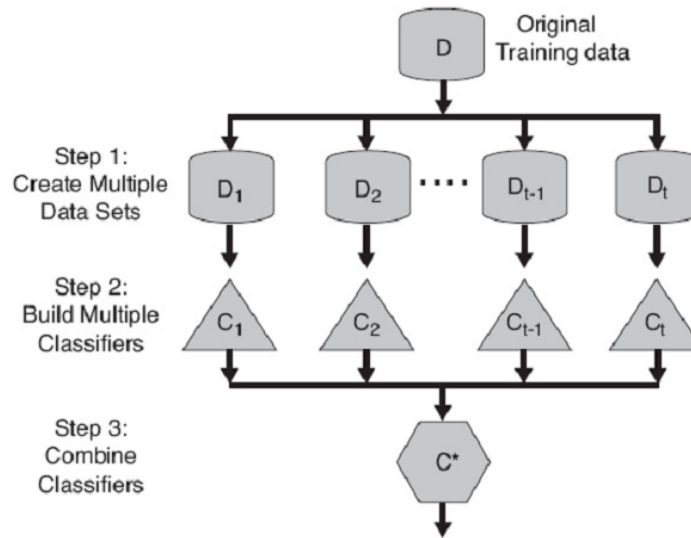 D
Original
Training data
Step 1:
Create Multiple
Data Sets
D1
D2
....
Dt-1
Dt
Step 2:
Build Multiple
Classifiers
C1
C2
Ct-1
Ct
Step 3:
Combine
Classifiers
C*